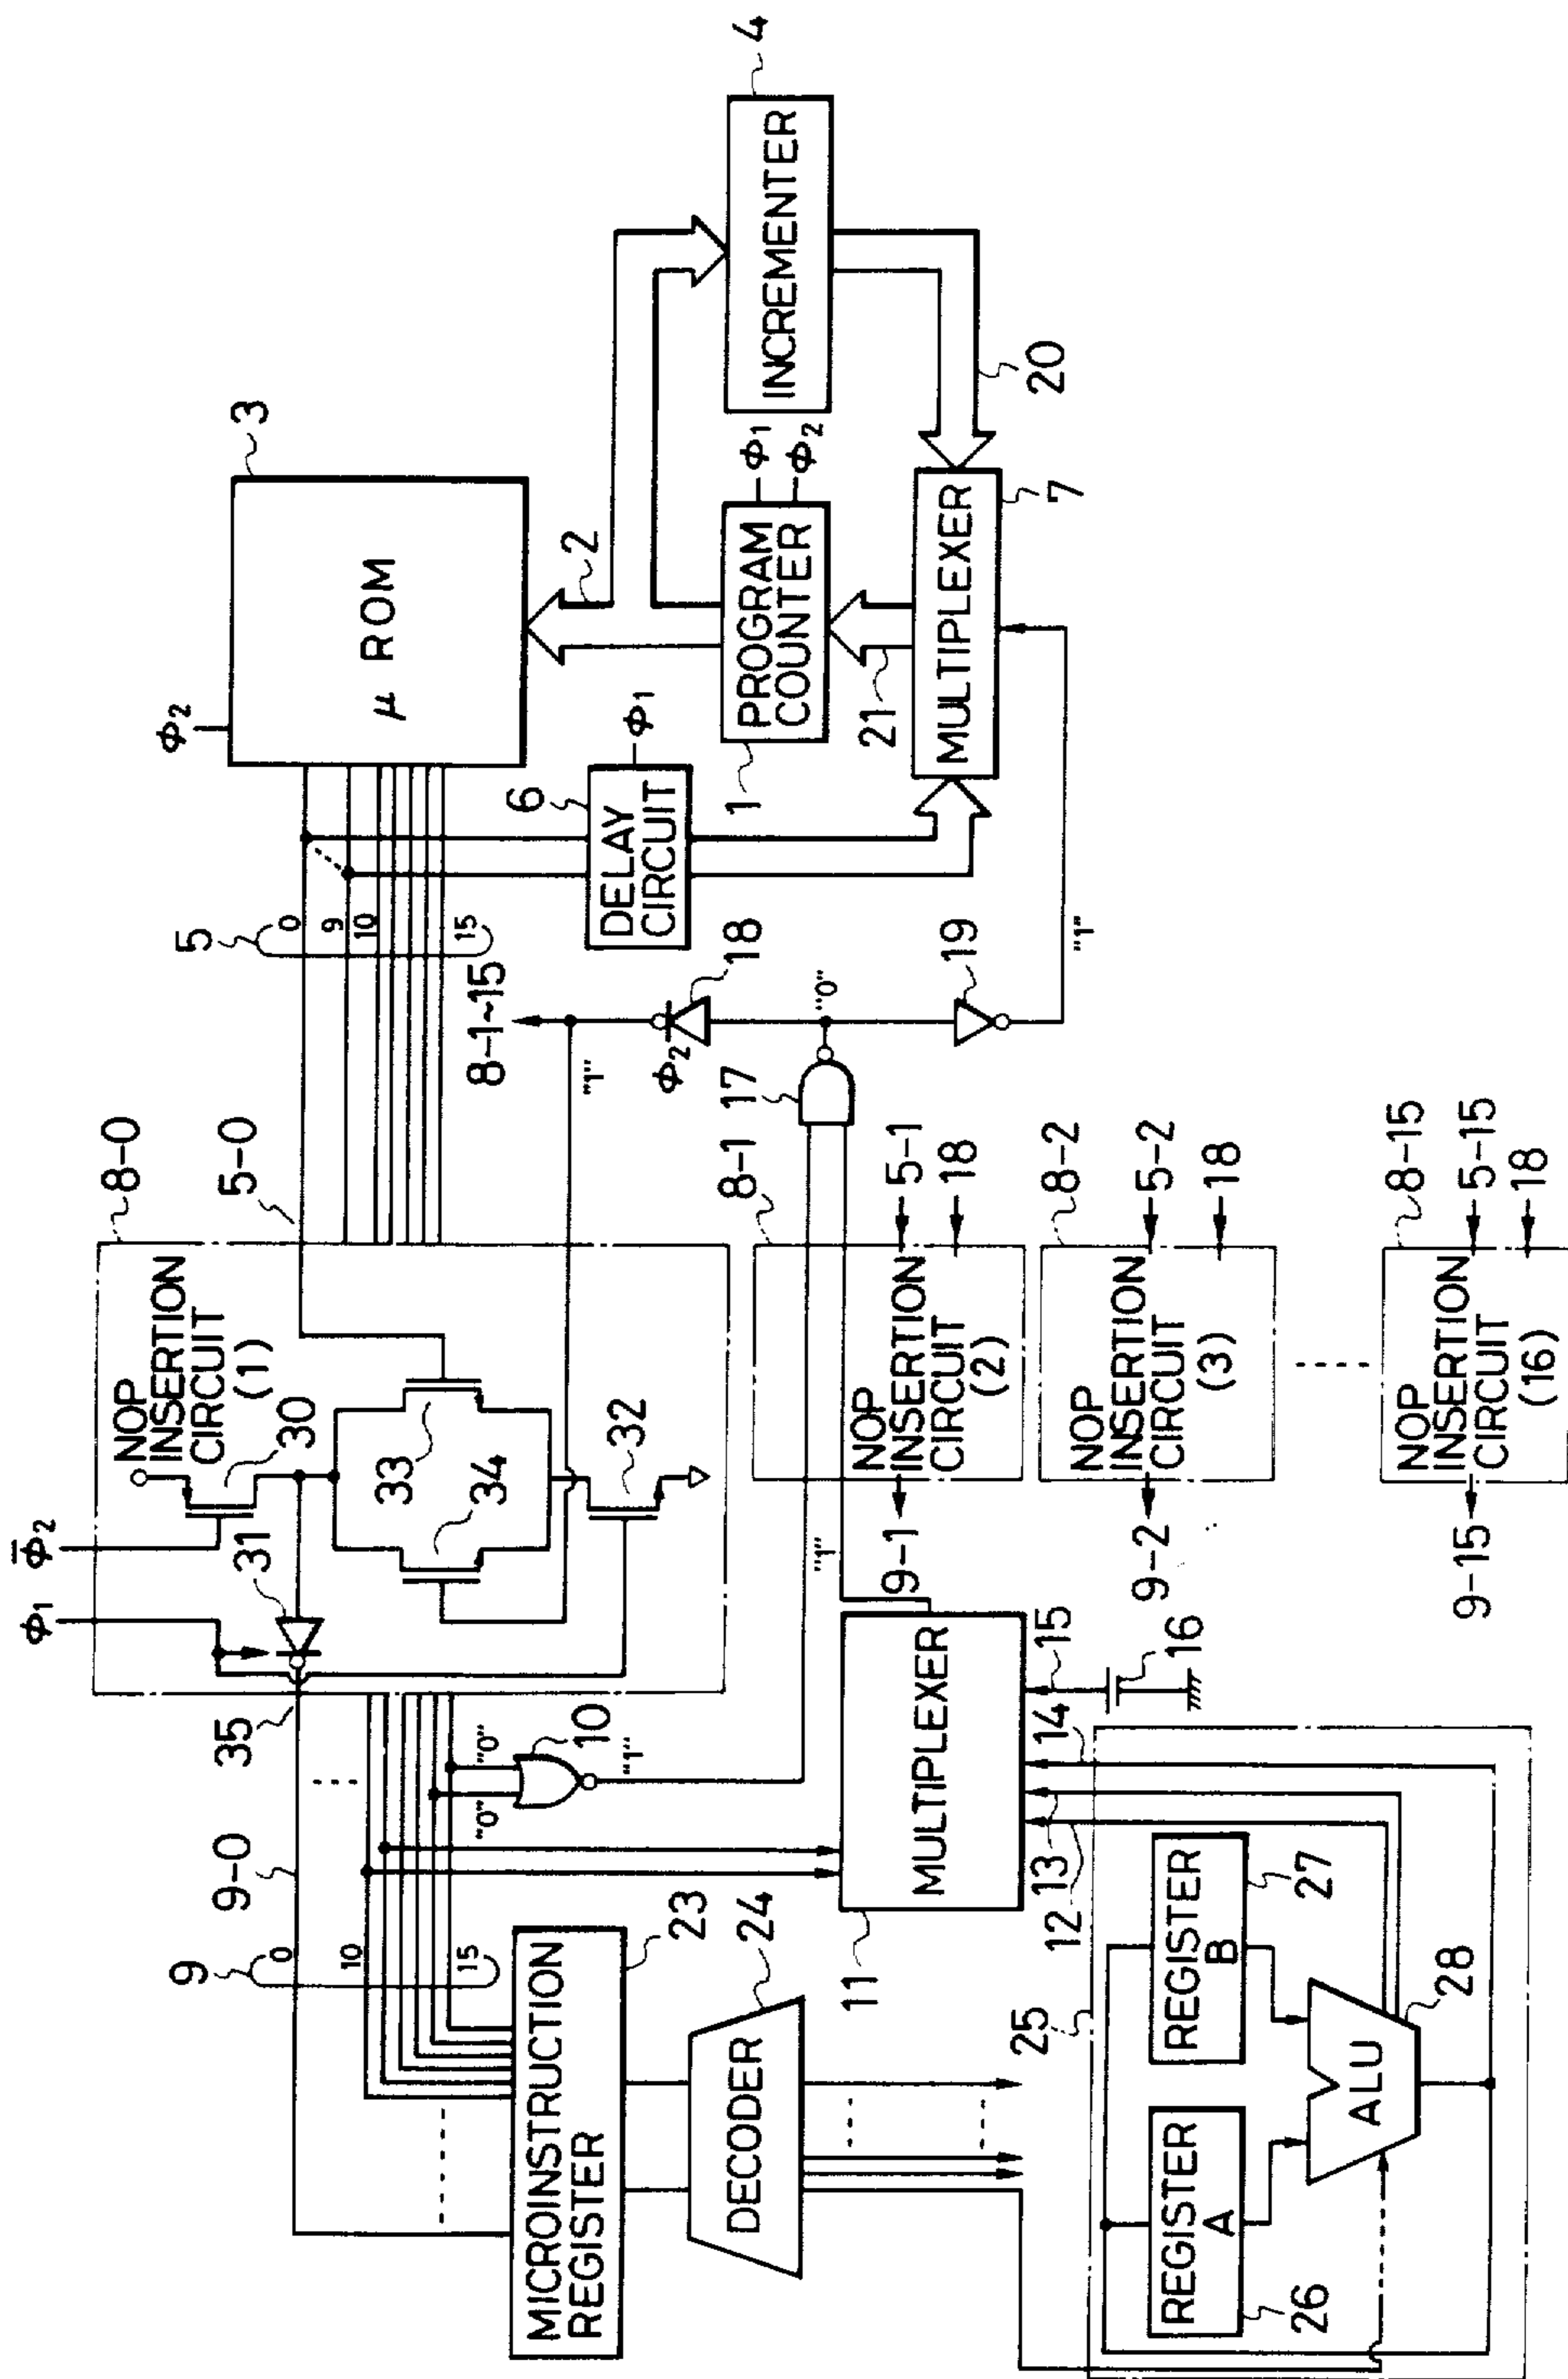 Φ1
Φ̅2
NOP
INSERTION
CIRCUIT
(1)
8-0
5-0
30
31
33
34
32
35
9-0
9
0
10
15
"0"
"0"
10
"1"
MICROINSTRUCTION
REGISTER
23
DECODER
24
MULTIPLEXER
11
12
13
14
15
16
25
REGISTER
A
26
REGISTER
B
27
ALU
28
5
0
9
10
15
Φ2
μ ROM
3
2
DELAY
CIRCUIT
6
Φ1
PROGRAM
COUNTER
1
Φ1
Φ2
INCREMENTER
4
20
21
MULTIPLEXER
7
8-1~15
"1"
18
Φ2
"0"
17
19
"1"
"1"
8-1
NOP
INSERTION
CIRCUIT
(2)
9-1
5-1
18
8-2
NOP
INSERTION
CIRCUIT
(3)
9-2
5-2
18
8-15
NOP
INSERTION
CIRCUIT
(16)
9-15
5-15
18